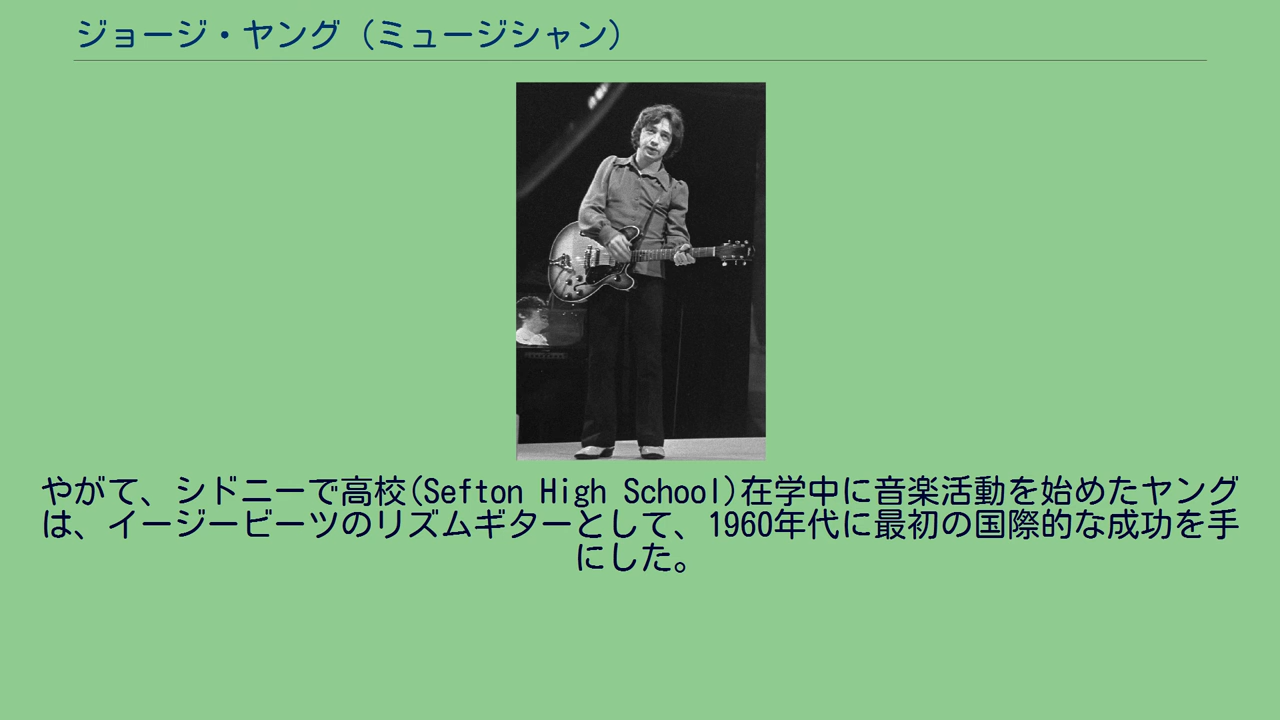 ジョージ・ヤング（ミュージシャン）
やがて、シドニーで高校(Sefton High School)在学中に音楽活動を始めたヤング
は、イージービーツのリズムギターとして、1960年代に最初の国際的な成功を手
にした。